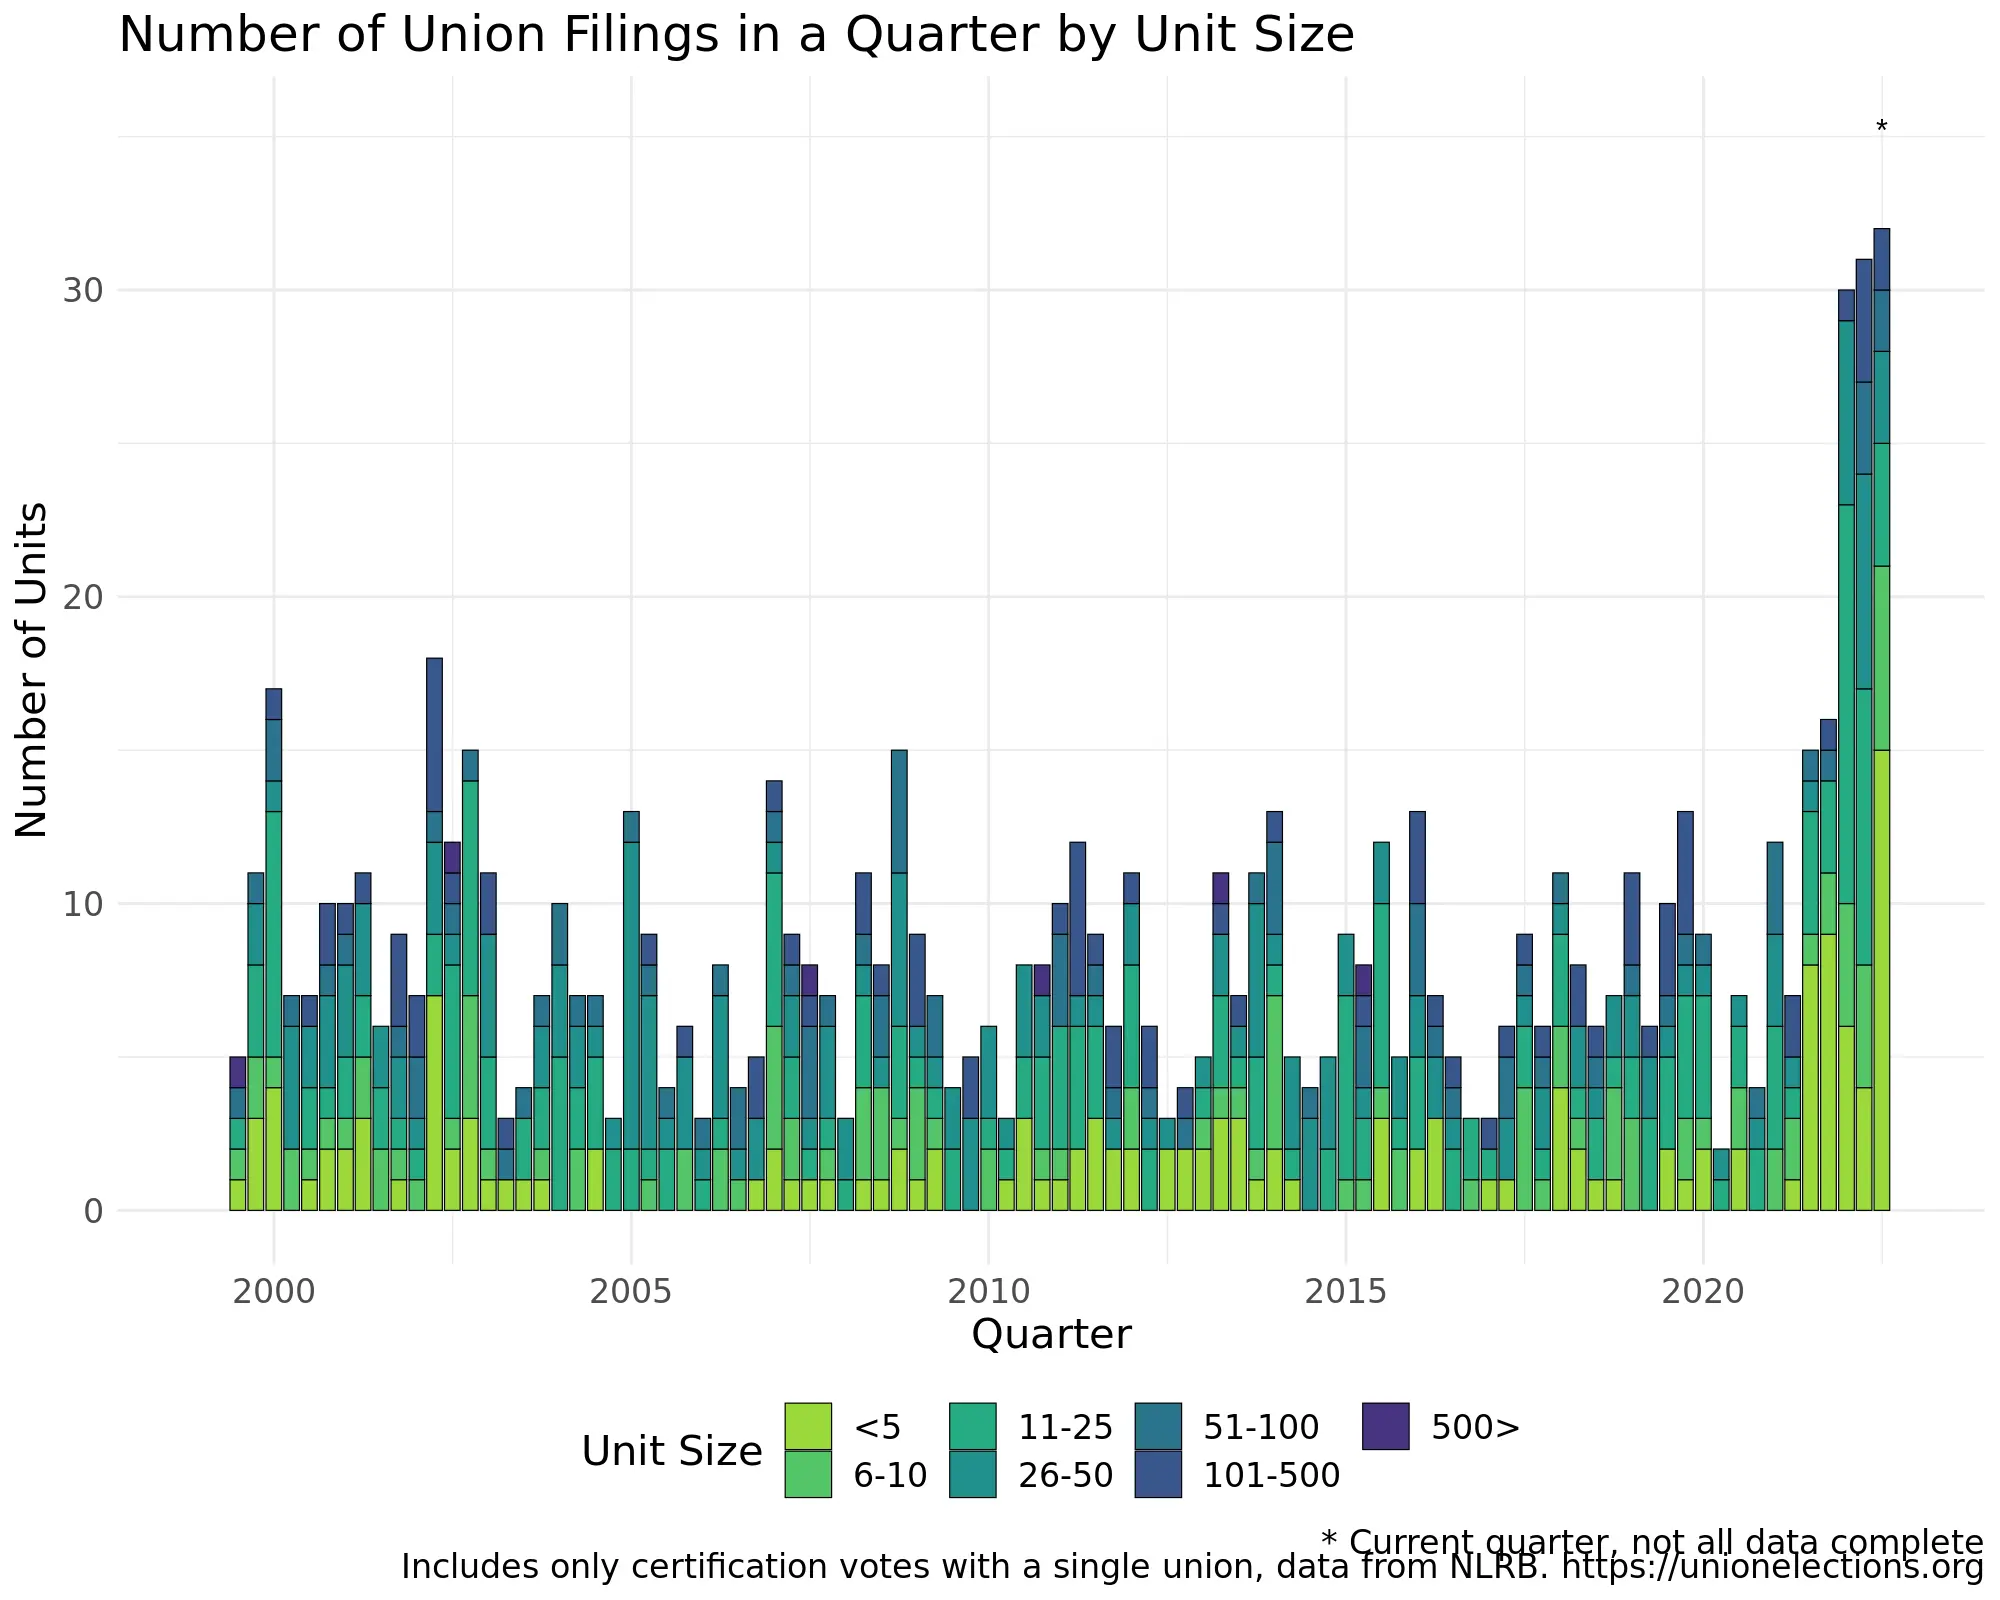 Number of Union Filings in a Quarter by Unit Size
*
Number of Units
30
20
10
0
2000 2005 2010 2015 2020
Quarter
Unit Size
<5 11-25 51-100 500>
6-10 26-50 101-500
* Current quarter, not all data complete
Includes only certification votes with a single union, data from NLRB. https://unionelections.org